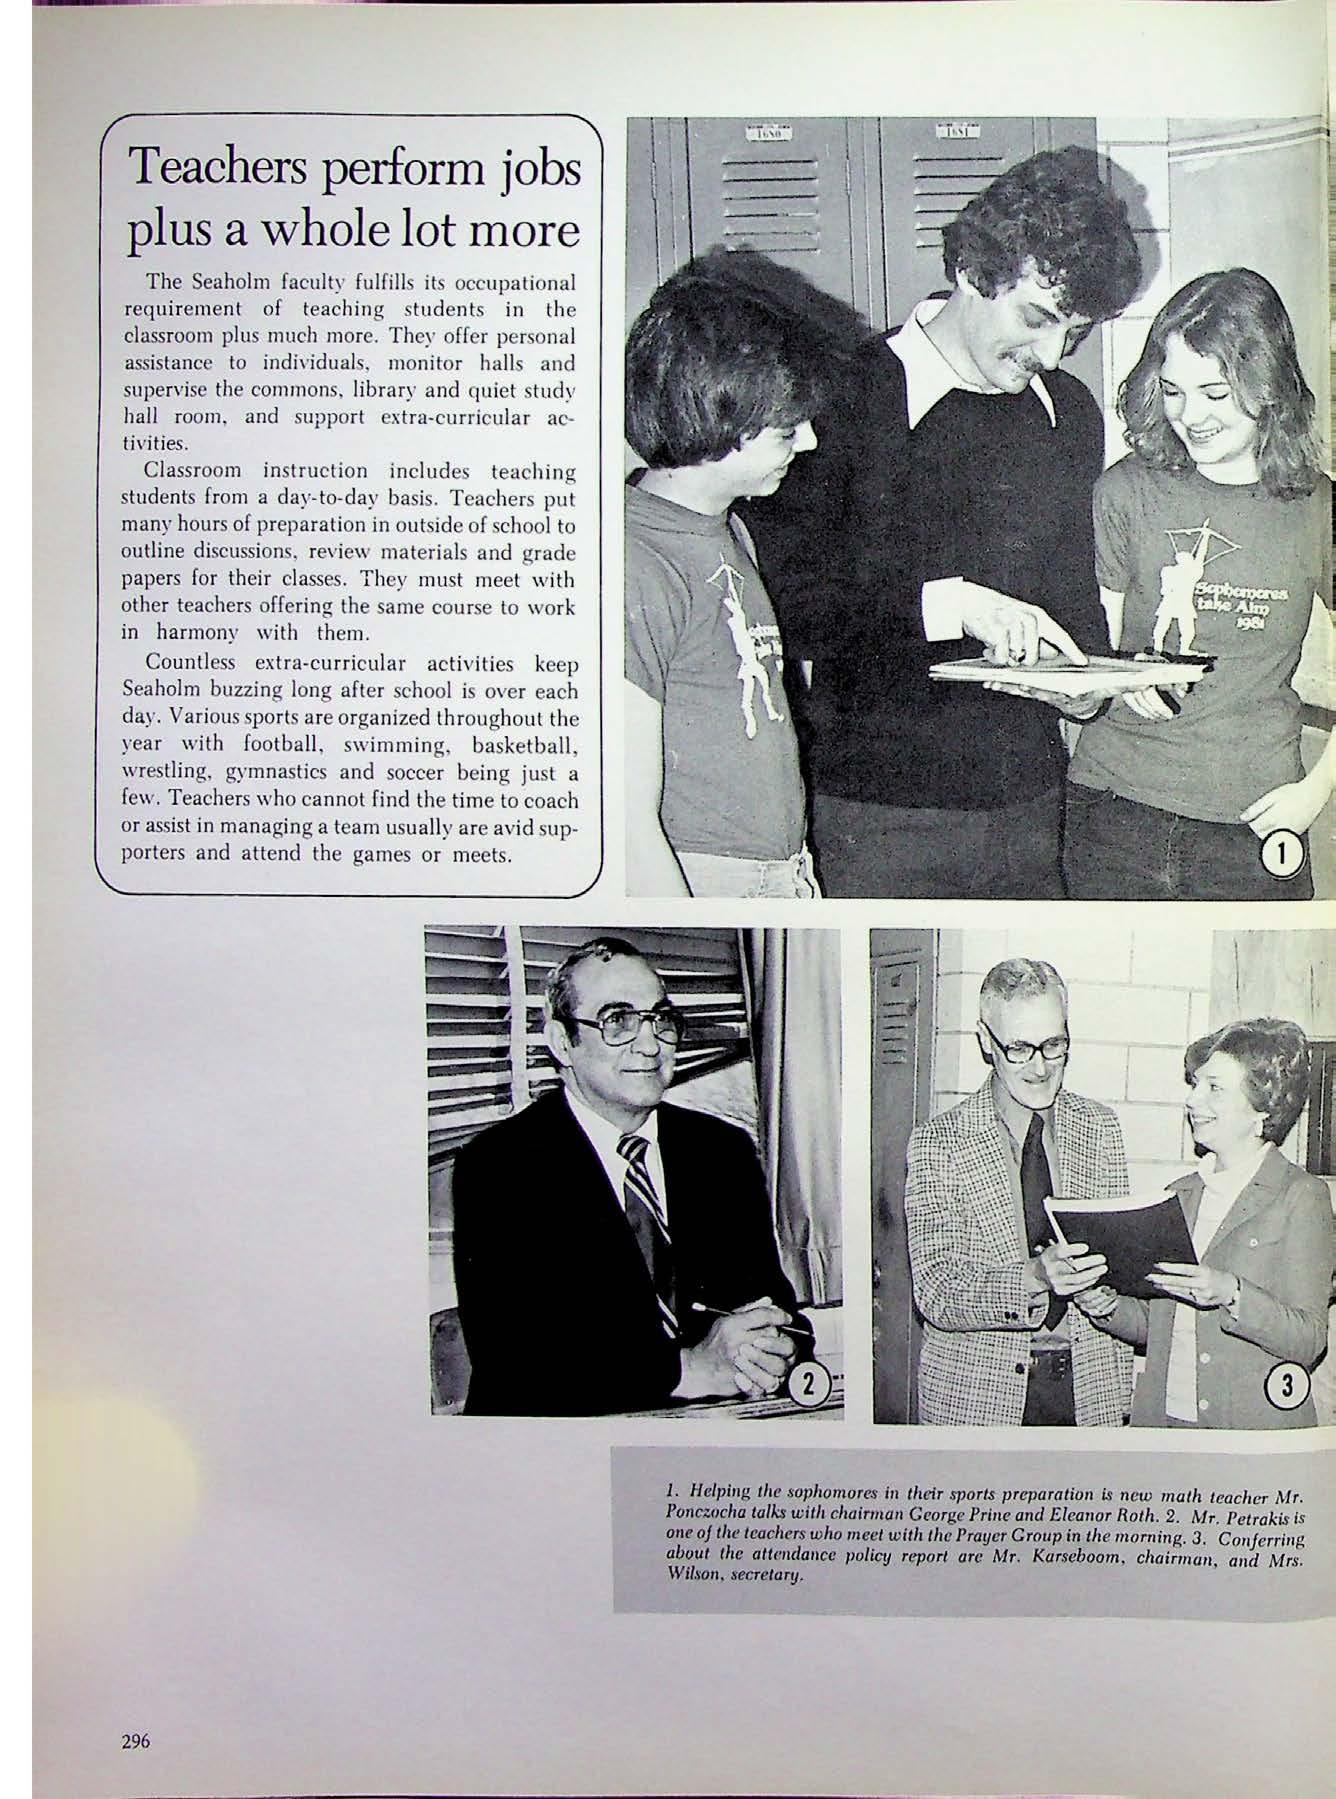 Teachers perform jobs
plus a whole lot more
The Seaholm faculty fulfills its occupational
requirement of teaching students in the
classroom plus much more. They offer personal
assistance to individuals, monitor halls and
supervise the commons, library and quiet study
hall room, and support extra-curricular ac-
tivities.
Classroom instruction includes teaching
students from a day-to-day basis. Teachers put
many hours of preparation in outside of school to
outline discussions, review materials and grade
papers for their classes. They must meet with
other teachers offering the same course to work
in harmony with them.
Countless extra-curricular activities keep
Seaholm buzzing long after school is over each
day. Various sports are organized throughout the
year with football, swimming, basketball,
wrestling, gymnastics and soccer being just a
few. Teachers who cannot find the time to coach
or assist in managing a team usually are avid sup-
porters and attend the games or meets.
1680
1681
Sophomores
take Aim
1981
1
2
3
1. Helping the sophomores in their sports preparation is new math teacher Mr.
Ponczocha talks with chairman George Prine and Eleanor Roth. 2. Mr. Petrakis is
one of the teachers who meet with the Prayer Group in the morning. 3. Conferring
about the attendance policy report are Mr. Karseboom, chairman, and Mrs.
Wilson, secretary.
296